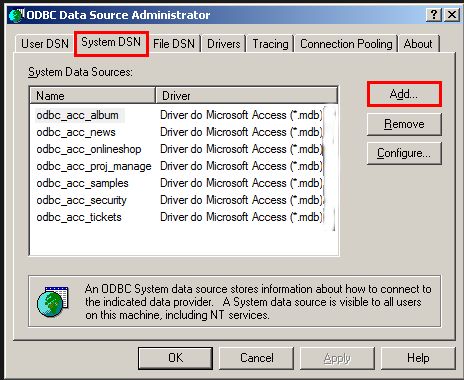 ODBC Data Source Administrator
User DSN System DSN File DSN Drivers Tracing Connection Pooling About
System Data Sources:
Name Driver
odbc_acc_album Driver do Microsoft Access (*.mdb)
odbc_acc_news Driver do Microsoft Access (*.mdb)
odbc_acc_onlineshop Driver do Microsoft Access (*.mdb)
odbc_acc_proj_manage Driver do Microsoft Access (*.mdb)
odbc_acc_samples Driver do Microsoft Access (*.mdb)
odbc_acc_security Driver do Microsoft Access (*.mdb)
odbc_acc_tickets Driver do Microsoft Access (*.mdb)
Add...
Remove
Configure...
An ODBC System data source stores information about how to connect to
the indicated data provider. A System data source is visible to all users
on this machine, including NT services.
OK Cancel Apply Help